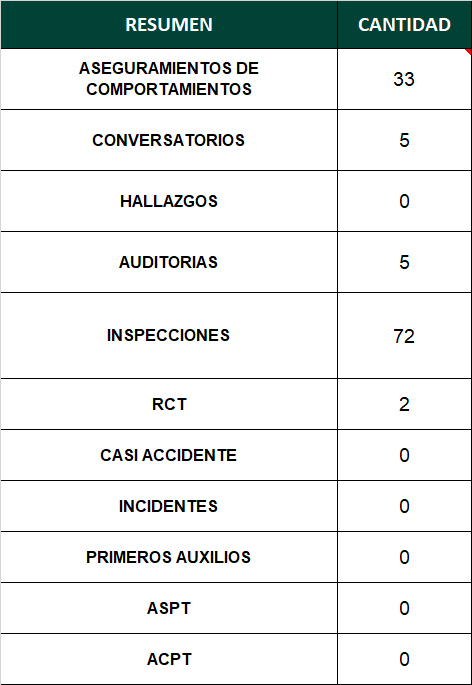 RESUMEN CANTIDAD
ASEGURAMIENTOS DE
COMPORTAMIENTOS 33
CONVERSATORIOS 5
HALLAZGOS 0
AUDITORIAS 5
INSPECCIONES 72
RCT 2
CASI ACCIDENTE 0
INCIDENTES 0
PRIMEROS AUXILIOS 0
ASPT 0
ACPT 0